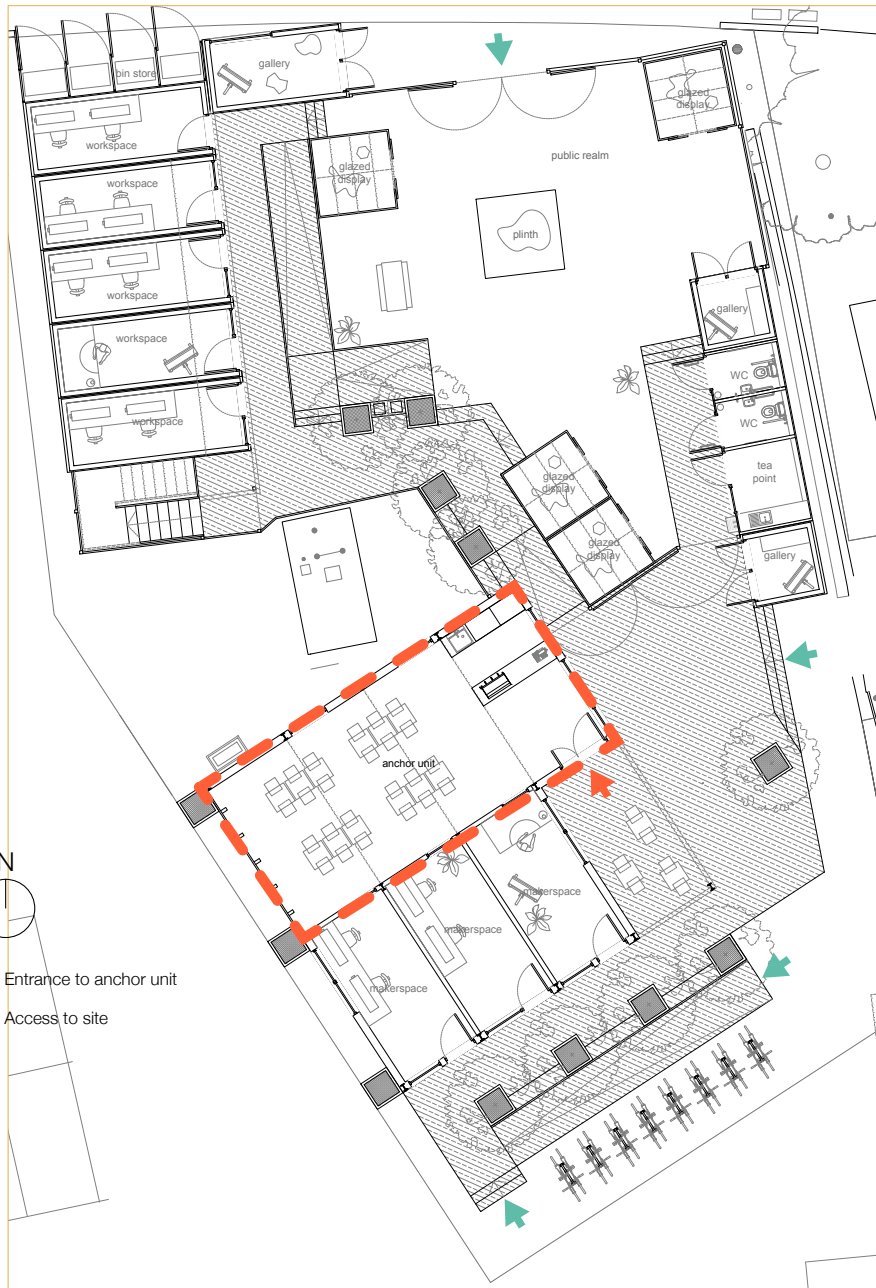 bin store
gallery
glazed
display
workspace
public realm
glazed
display
workspace
plinth
workspace
gallery
workspace
WC
WC
workspace
tea
point
glazed
display
glazed
display
gallery
anchor unit
makerspace
makerspace
makerspace
N
Entrance to anchor unit
Access to site